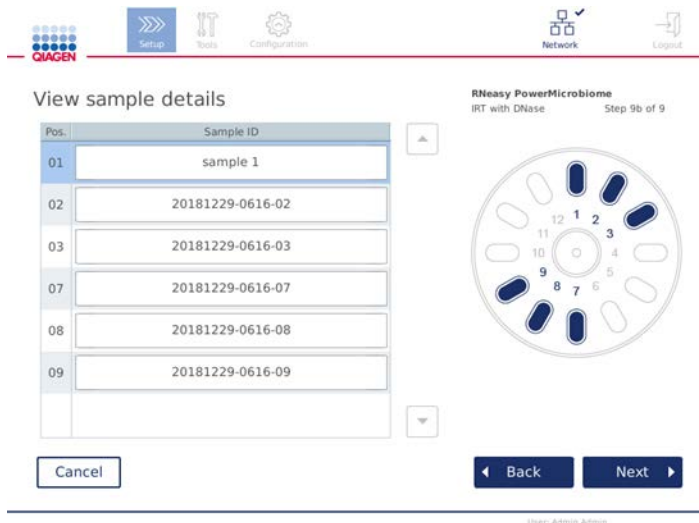 QIAGEN
Setup
Tools
Configuration
Network
Logout
View sample details
RNeasy PowerMicrobiome
IRT with DNase Step 9b of 9
Pos. Sample ID
01 sample 1
02 20181229-0616-02
03 20181229-0616-03
07 20181229-0616-07
08 20181229-0616-08
09 20181229-0616-09
1
2
3
4
5
6
7
8
9
10
11
12
Cancel
Back
Next
User: Admin Admin